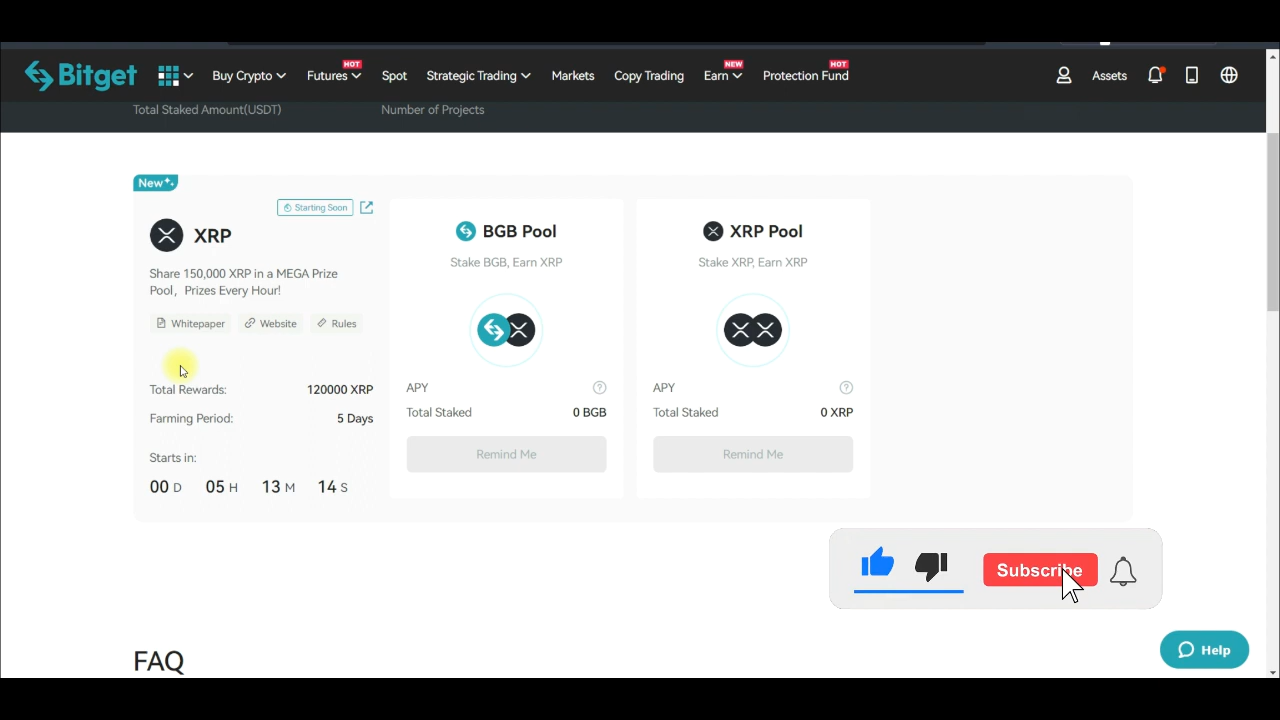 Bitget
Buy Crypto
Futures
HOT
Spot
Strategic Trading
Markets
Copy Trading
Earn
NEW
Protection Fund
HOT
Assets
Total Staked Amount(USDT)
Number of Projects
New
Starting Soon
XRP
Share 150,000 XRP in a MEGA Prize
Pool, Prizes Every Hour!
Whitepaper
Website
Rules
Total Rewards: 120000 XRP
Farming Period: 5 Days
Starts in:
00 D 05 H 13 M 14 S
BGB Pool
Stake BGB, Earn XRP
APY
Total Staked 0 BGB
Remind Me
XRP Pool
Stake XRP, Earn XRP
APY
Total Staked 0 XRP
Remind Me
Subscribe
Help
FAQ